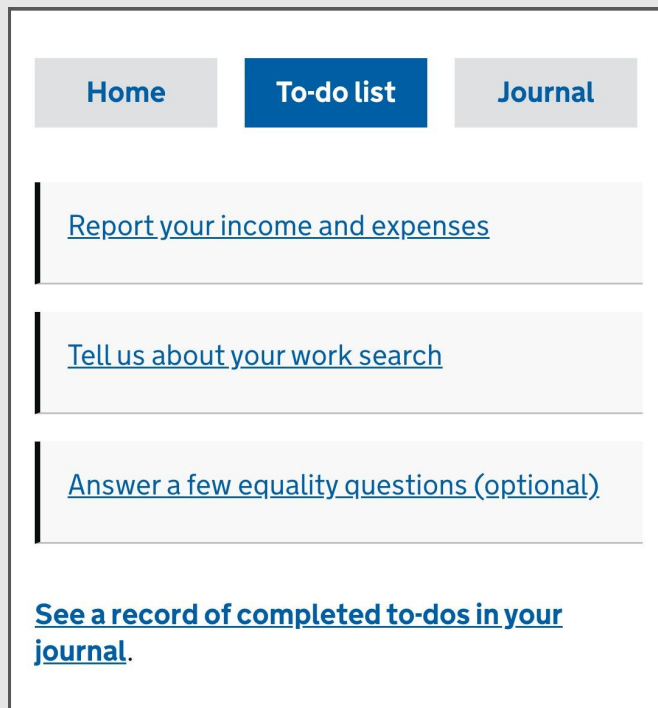 Home
To-do list
Journal
Report your income and expenses
Tell us about your work search
Answer a few equality questions (optional)
See a record of completed to-dos in your
journal.